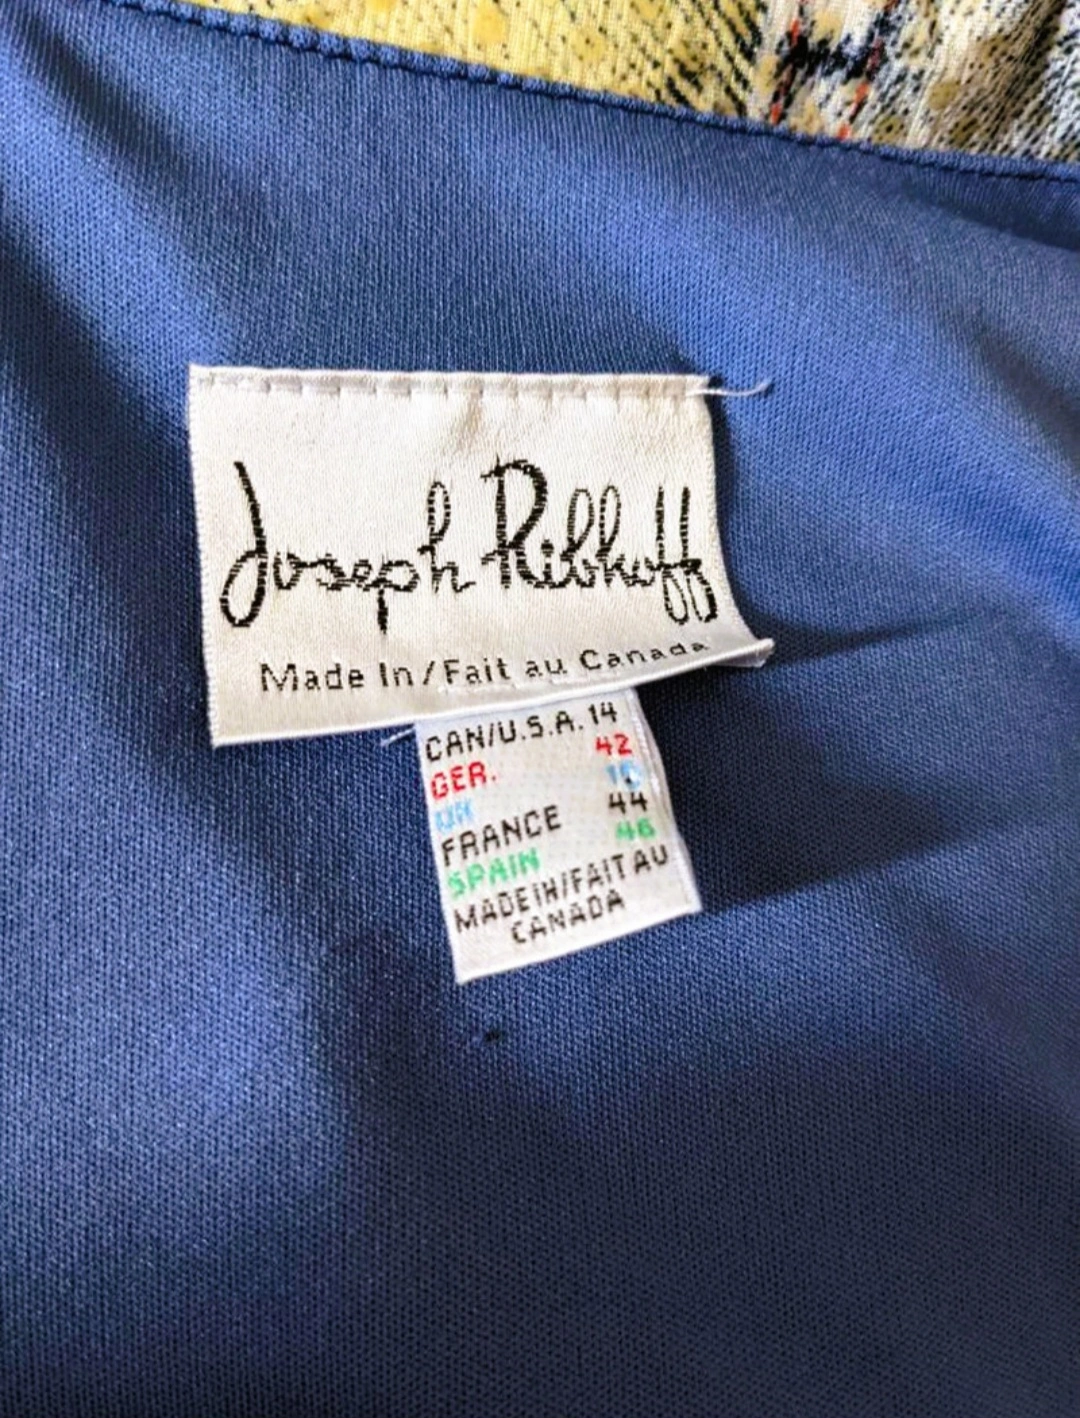 Joseph Ribkoff
Made In/Fait au Canada
CAN/U.S.A. 14
GER. 42
UK
FRANCE 44
SPAIN 46
MADE IN/FAIT AU
CANADA